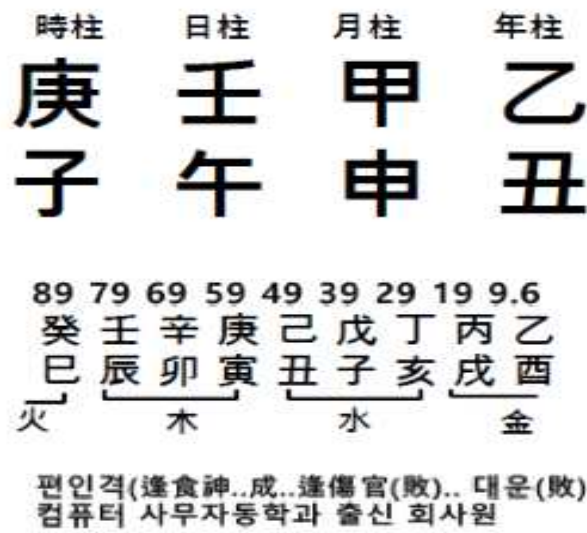 時柱 日柱 月柱 年柱
庚 壬 甲 乙
子 午 申 丑
89 79 69 59 49 39 29 19 9.6
癸 壬 辛 庚 己 戊 丁 丙 乙
巳 辰 卯 寅 丑 子 亥 戌 酉
火 木 水 金
편인격(逢食神..成..逢傷官(敗).. 대운(敗)
컴퓨터 사무자동학과 출신 회사원